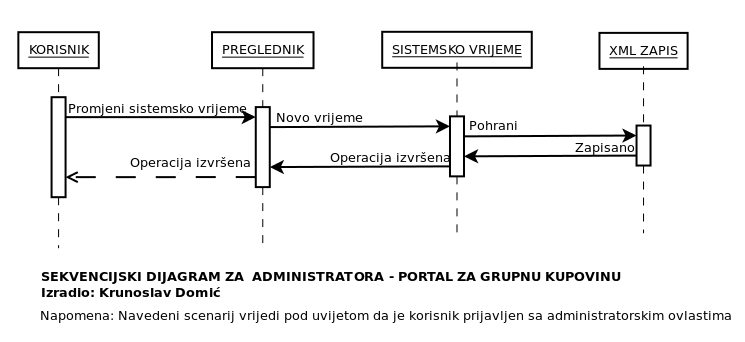 KORISNIK
PREGLEDNIK
SISTEMSKO VRIJEME
XML ZAPIS
Promjeni sistemsko vrijeme
Novo vrijeme
Pohrani
Zapisano
Operacija izvršena
Operacija izvršena
SEKVENCIJSKI DIJAGRAM ZA  ADMINISTRATORA - PORTAL ZA GRUPNU KUPOVINU
Izradio: Krunoslav Domić
Napomena: Navedeni scenarij vrijedi pod uvijetom da je korisnik prijavljen sa administratorskim ovlastima